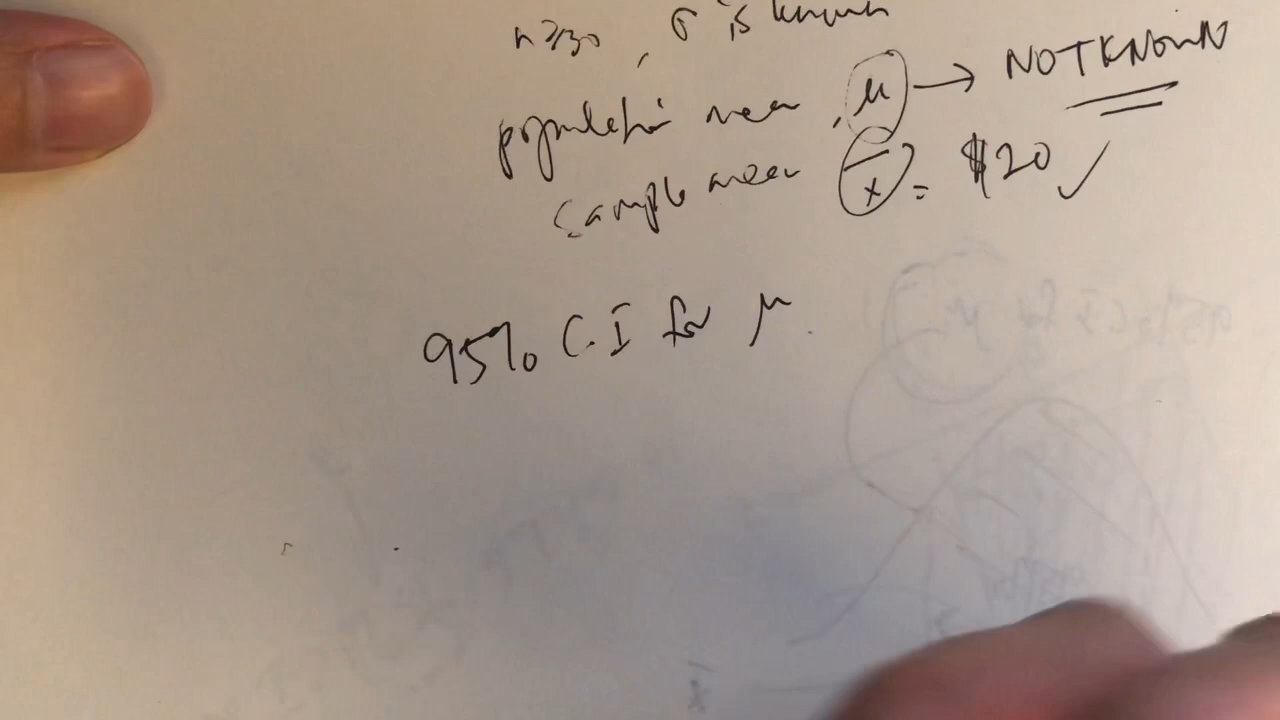 n≥30, σ is known
population mean, μ → NOT KNOWN
sample mean x̄ = $20 ✓
95% C.I for μ.